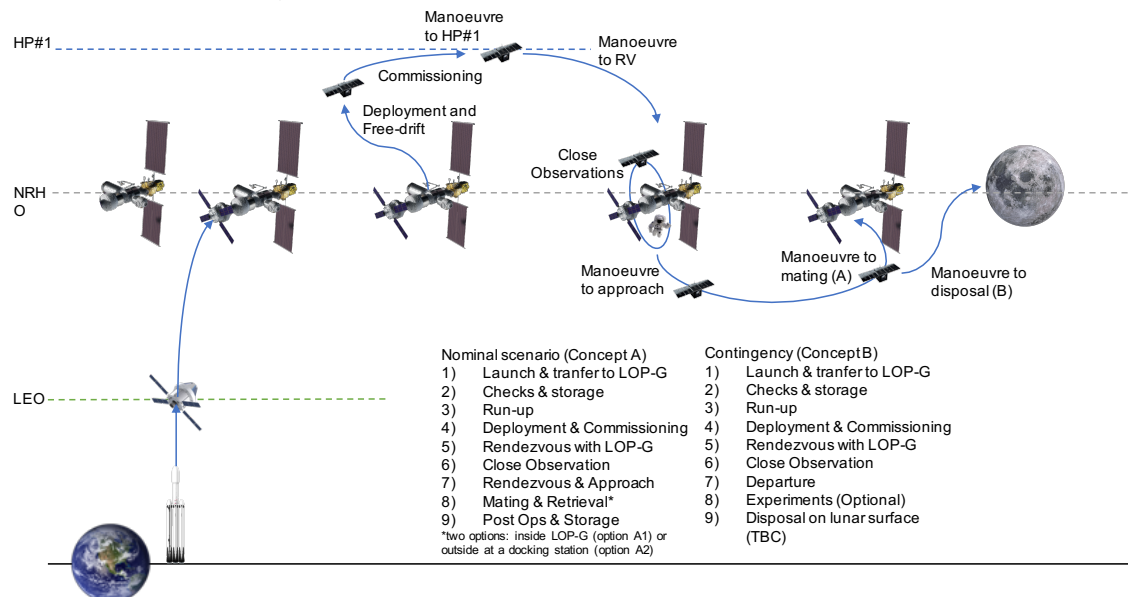 Manoeuvre
to HP#1
HP#1
Manoeuvre
to RV
Commissioning
Deployment and
Free-drift
Close
Observations
NRH
O
Manoeuvre
to approach
Manoeuvre to
mating (A)
Manoeuvre to
disposal (B)
LEO
Nominal scenario (Concept A)
1) Launch & tranfer to LOP-G
2) Checks & storage
3) Run-up
4) Deployment & Commissioning
5) Rendezvous with LOP-G
6) Close Observation
7) Rendezvous & Approach
8) Mating & Retrieval*
9) Post Ops & Storage
*two options: inside LOP-G (option A1) or
outside at a docking station (option A2)
Contingency (Concept B)
1) Launch & tranfer to LOP-G
2) Checks & storage
3) Run-up
4) Deployment & Commissioning
5) Rendezvous with LOP-G
6) Close Observation
7) Departure
8) Experiments (Optional)
9) Disposal on lunar surface
(TBC)